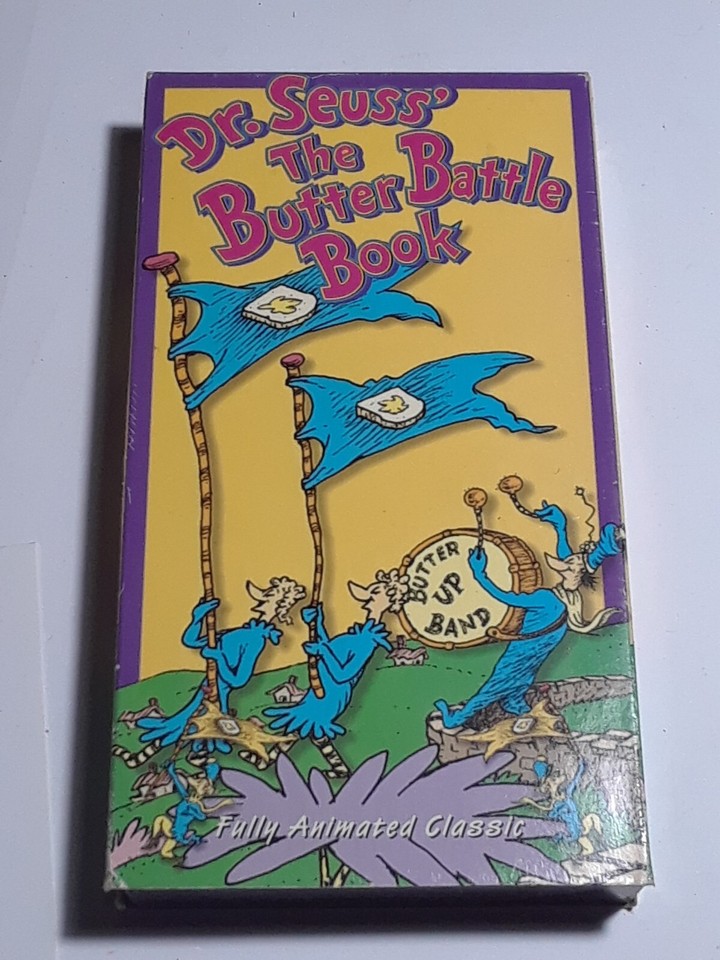 Dr. Seuss'
The
Butter Battle
Book
BUTTER
UP
BAND
Fully Animated Classic